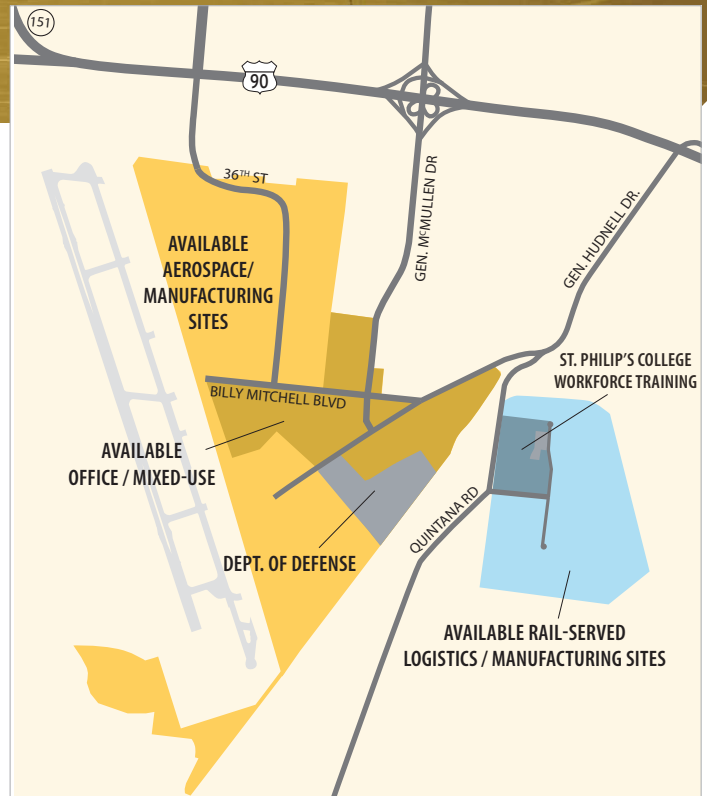 151
90
36TH ST
GEN. MCMULLEN DR
GEN. HUDNELL DR.
AVAILABLE
AEROSPACE/
MANUFACTURING
SITES
ST. PHILIP'S COLLEGE
WORKFORCE TRAINING
BILLY MITCHELL BLVD
AVAILABLE
OFFICE / MIXED-USE
QUINTANA RD
DEPT. OF DEFENSE
AVAILABLE RAIL-SERVED
LOGISTICS / MANUFACTURING SITES